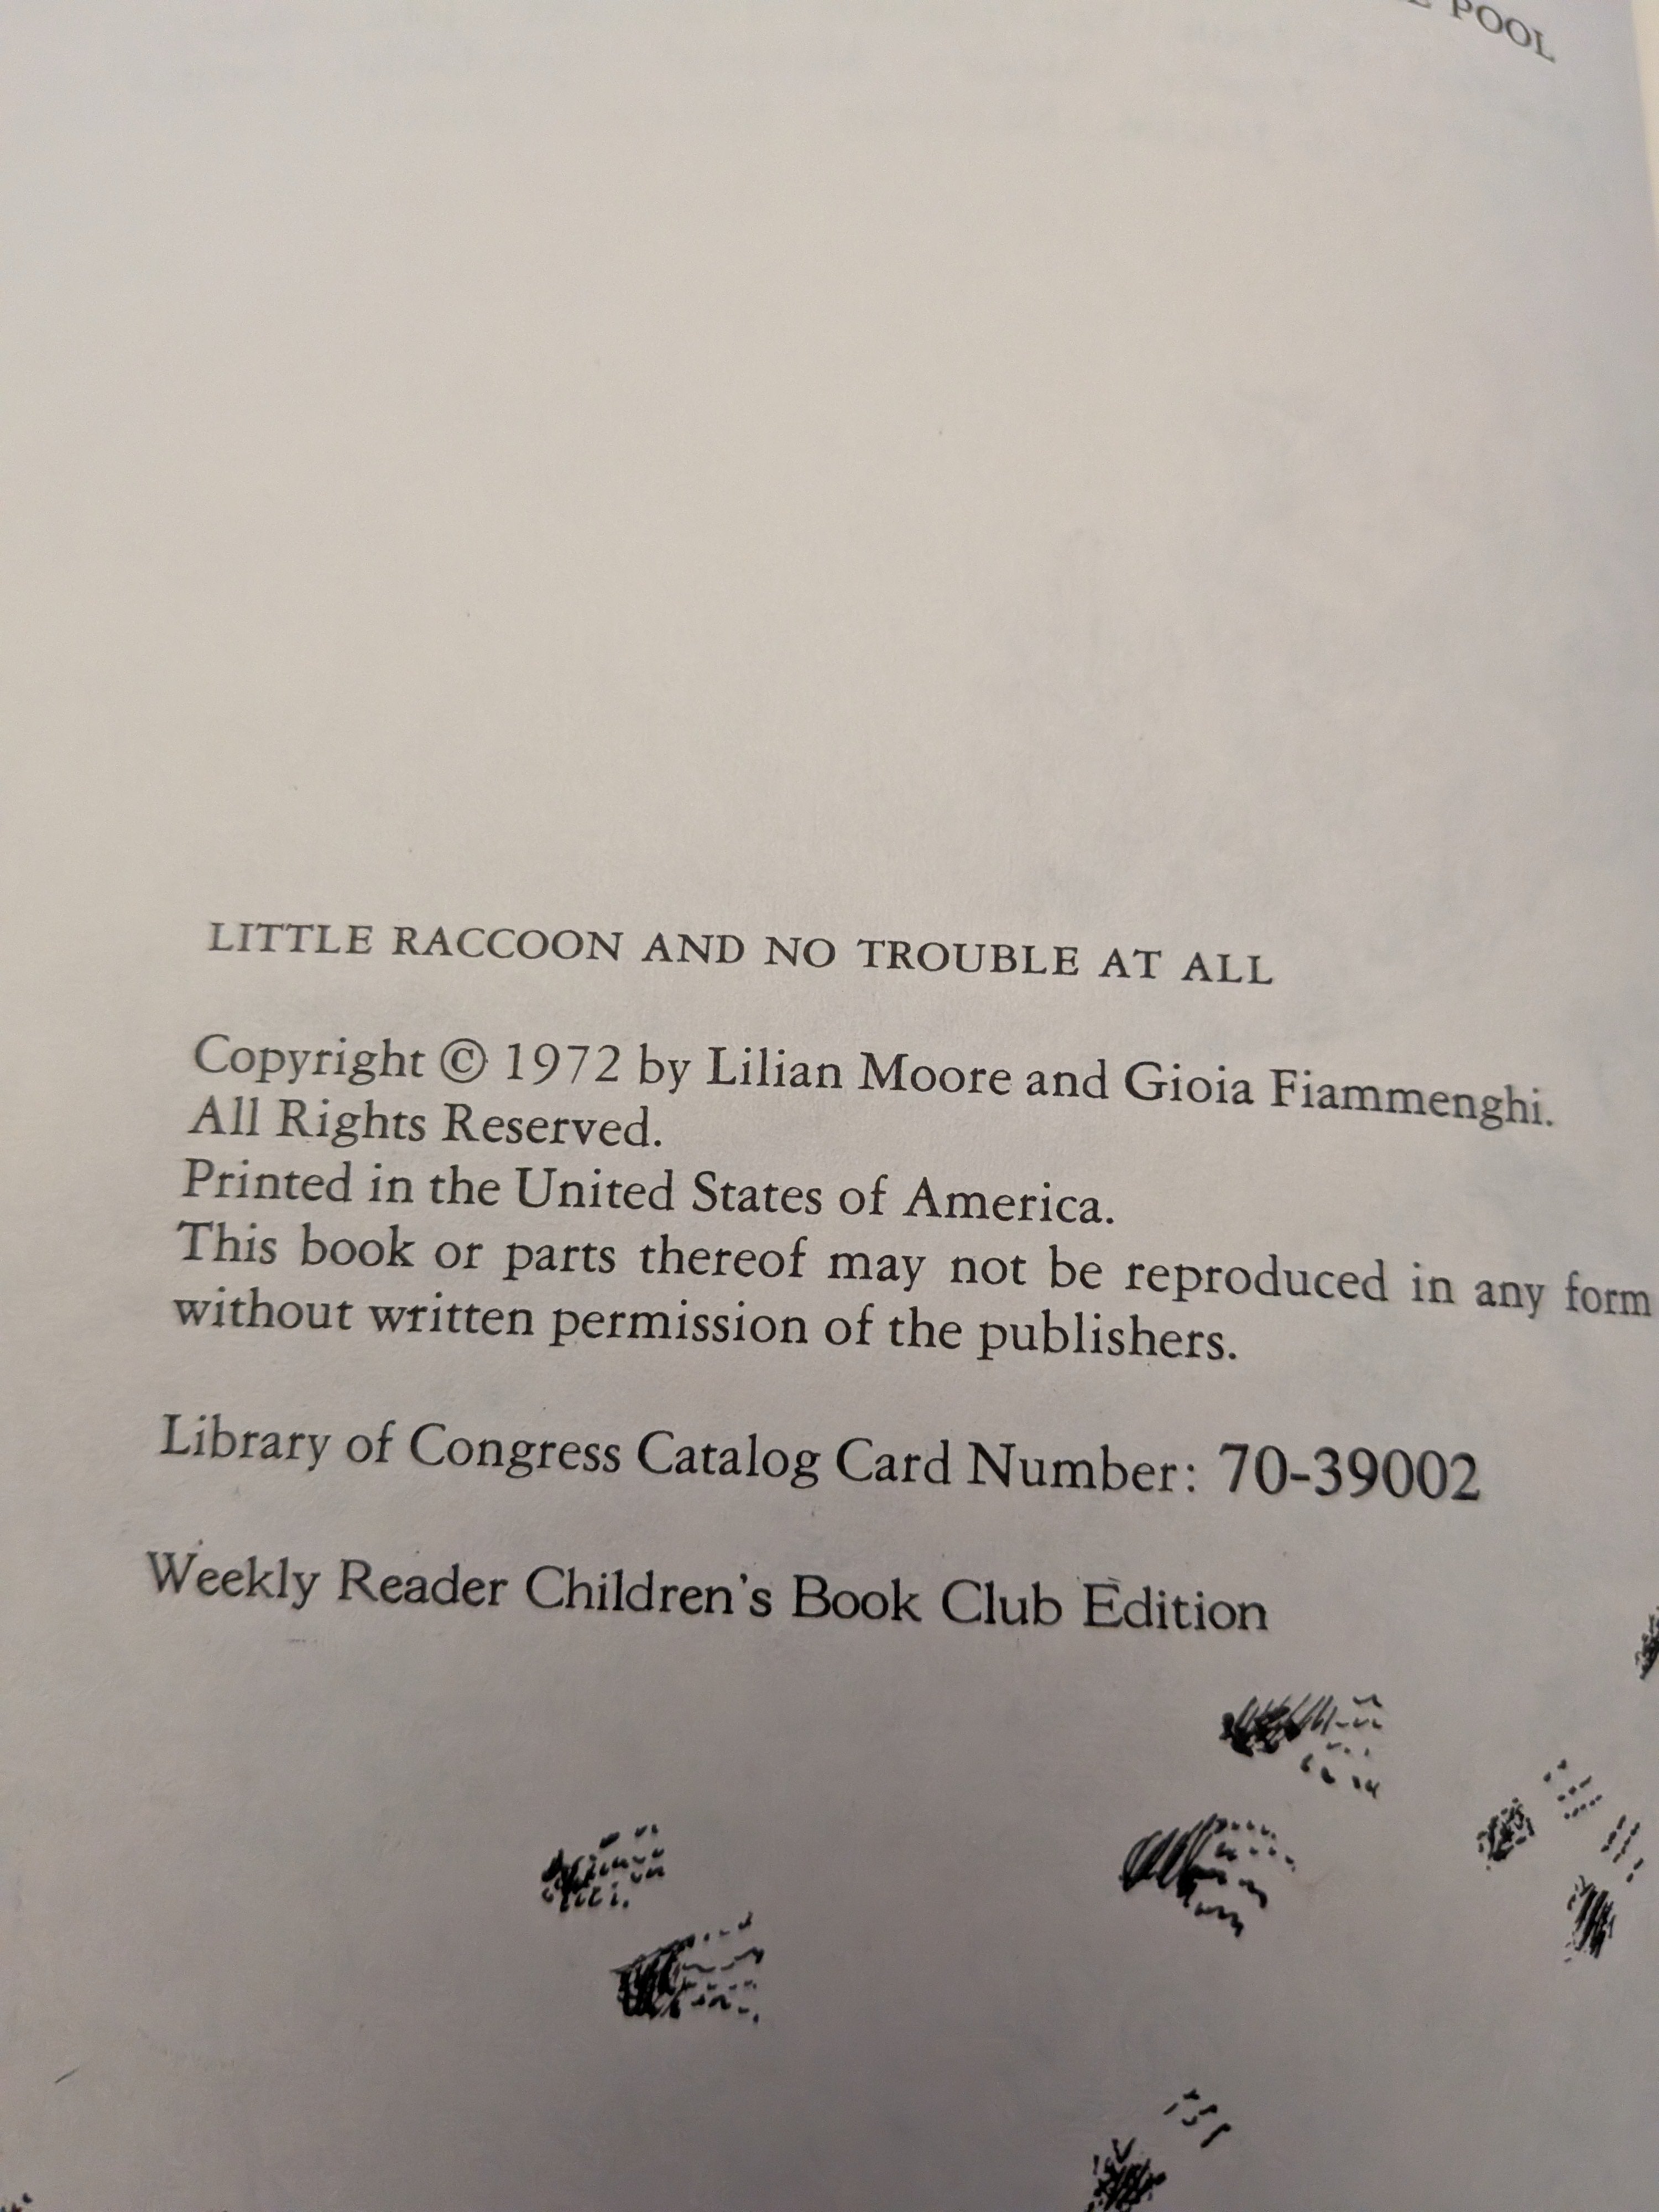 POOL
LITTLE RACCOON AND NO TROUBLE AT ALL
Copyright © 1972 by Lilian Moore and Gioia Fiammenghi.
All Rights Reserved.
Printed in the United States of America.
This book or parts thereof may not be reproduced in any form
without written permission of the publishers.
Library of Congress Catalog Card Number: 70-39002
Weekly Reader Children's Book Club Edition